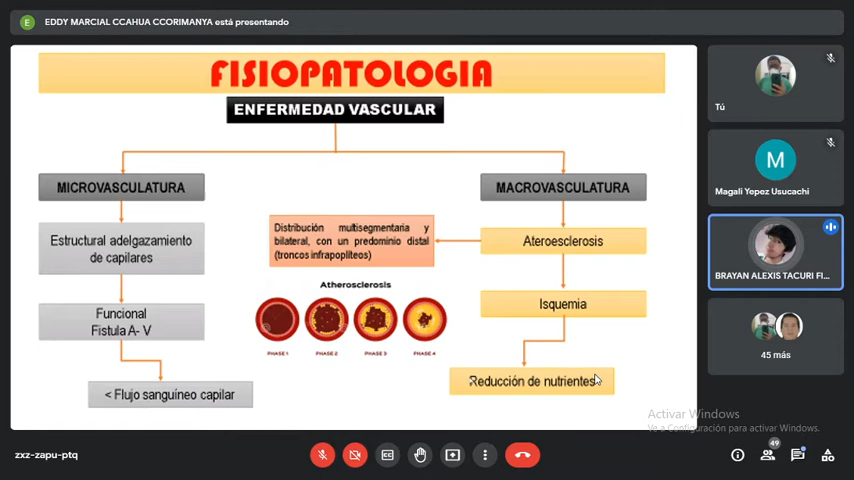 E EDDY MARCIAL CCAHUA CCORIMANYA está presentando
FISIOPATOLOGIA
ENFERMEDAD VASCULAR
MICROVASCULATURA
Estructural adelgazamiento
de capilares
Funcional
Fistula A- V
< Flujo sanguíneo capilar
Distribución multisegmentaria y
bilateral, con un predominio distal
(troncos infrapoplíteos)
Atherosclerosis
PHASE 1 PHASE 2 PHASE 3 PHASE 4
MACROVASCULATURA
Ateroesclerosis
Isquemia
Reducción de nutrientes
Tú
M
Magali Yepez Usucachi
BRAYAN ALEXIS TACURI FI...
45 más
Activar Windows
Ve a Configuración para activar Windows.
zxz-zapu-ptq
CC
49